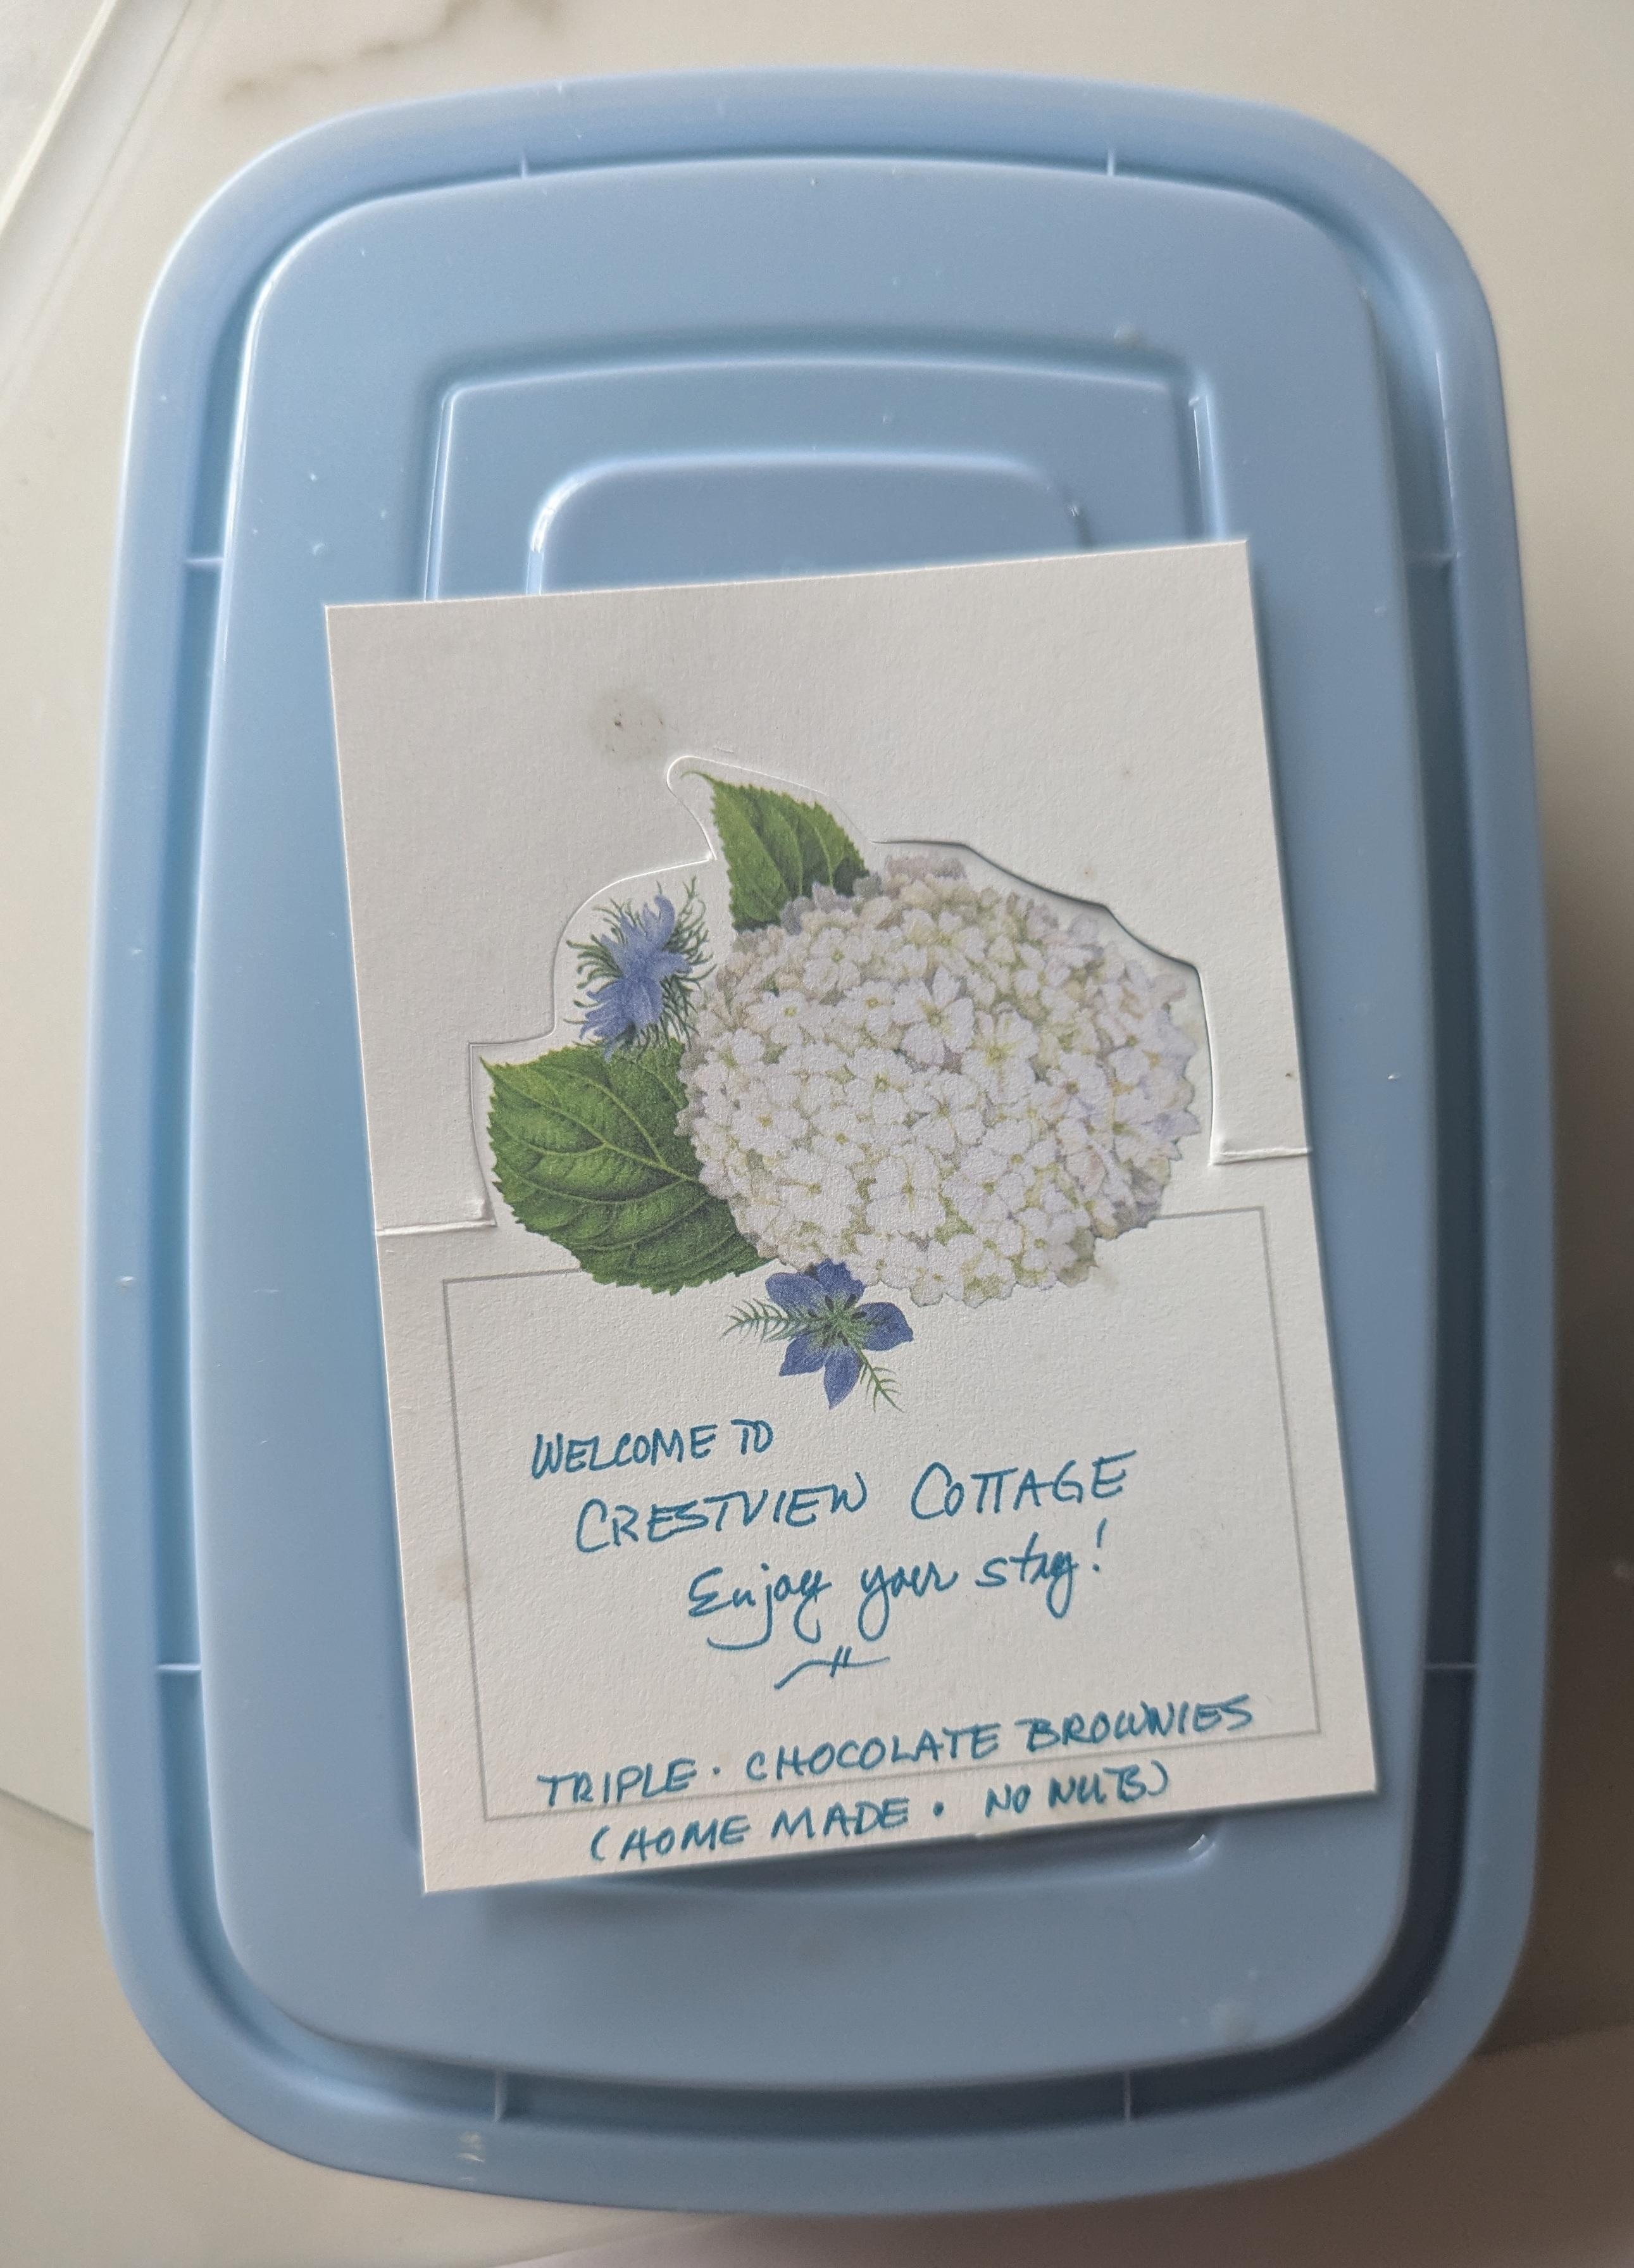 WELCOME TO
CRESTVIEW COTTAGE
Enjoy your stay!
TRIPLE · CHOCOLATE BROWNIES
(HOME MADE · NO NUTS)